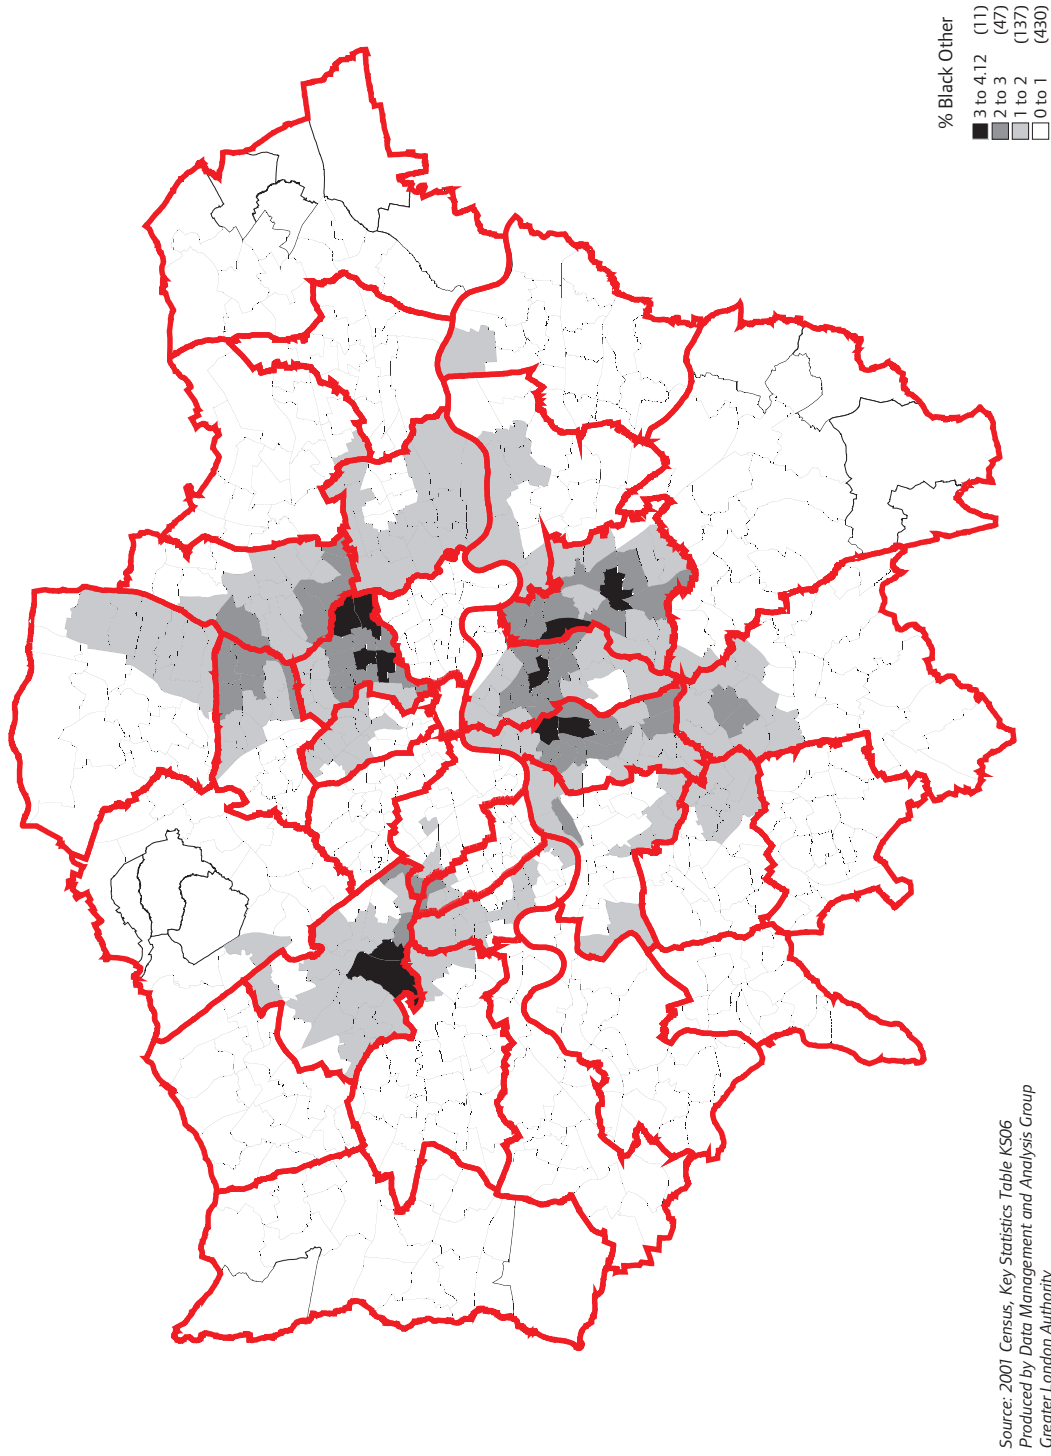 % Black Other
3 to 4.12 (11)
2 to 3 (47)
1 to 2 (137)
0 to 1 (430)
Source: 2001 Census, Key Statistics Table KS06
Produced by Data Management and Analysis Group
Greater London Authority